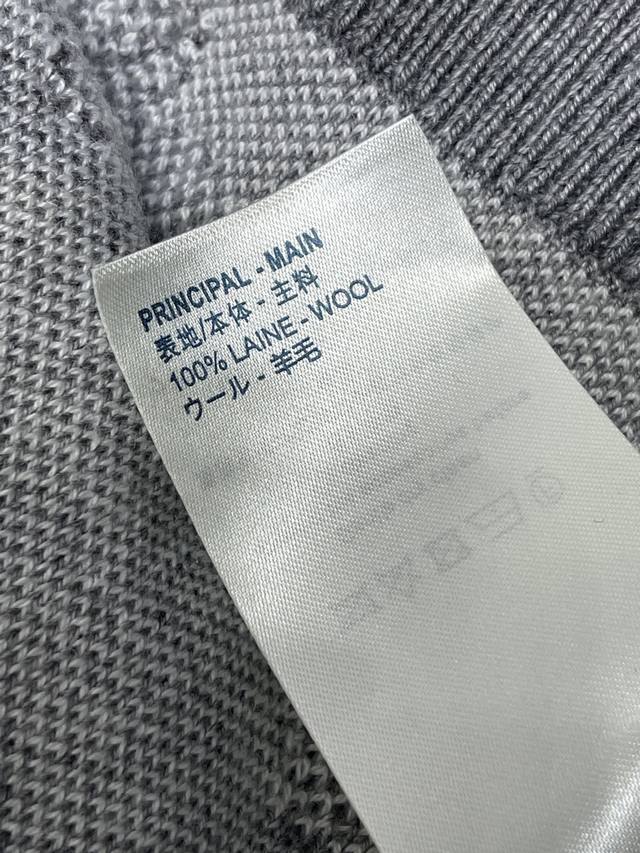 PRINCIPAL - MAIN
表地/本体 - 主料
100% LAINE - WOOL
ウール - 羊毛